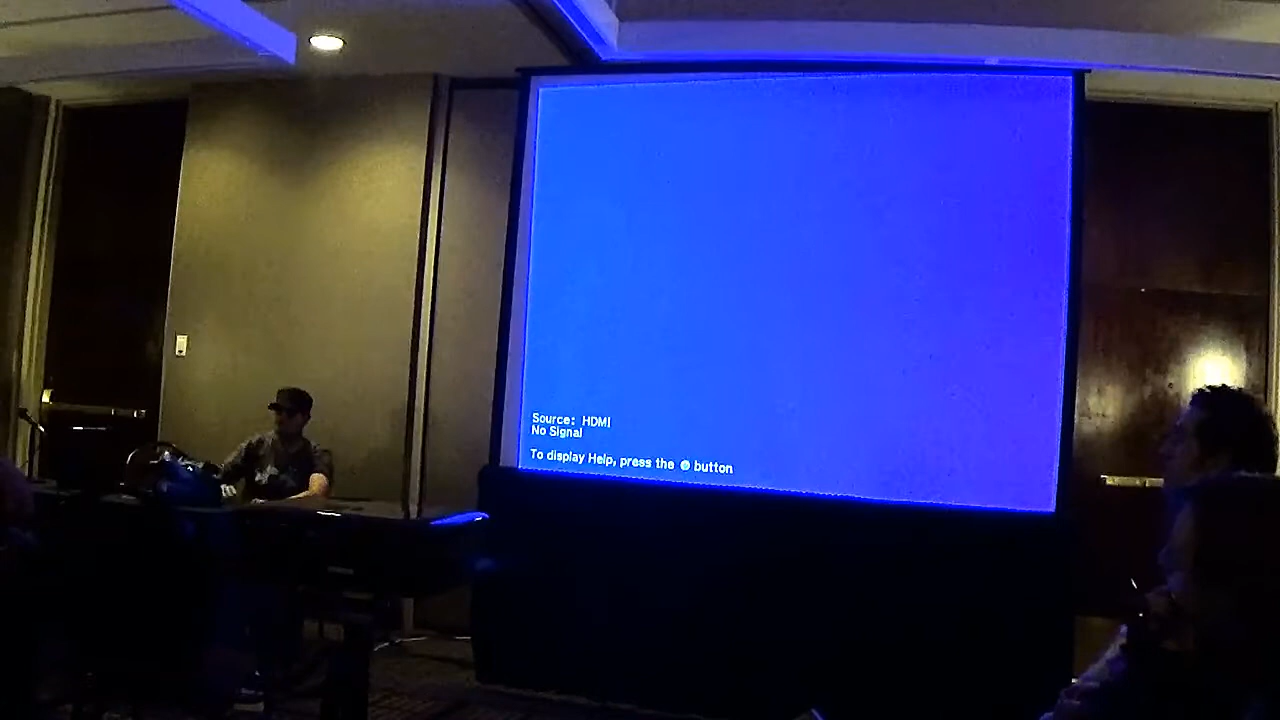 Source: HDMI
No Signal
To display Help, press the button